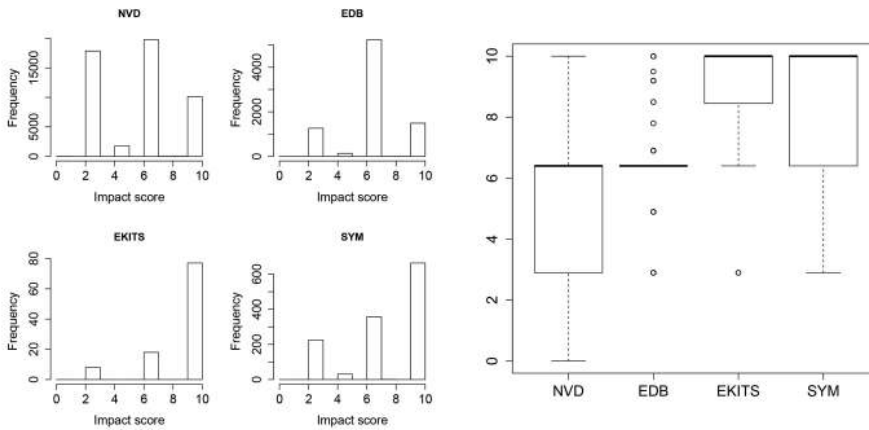 NVD
Frequency
0 5000 15000
0 2 4 6 8 10
Impact score
EDB
Frequency
0 2000 4000
0 2 4 6 8 10
Impact score
EKITS
Frequency
0 20 40 60 80
0 2 4 6 8 10
Impact score
SYM
Frequency
0 200 400 600
0 2 4 6 8 10
Impact score
0 2 4 6 8 10
NVD EDB EKITS SYM